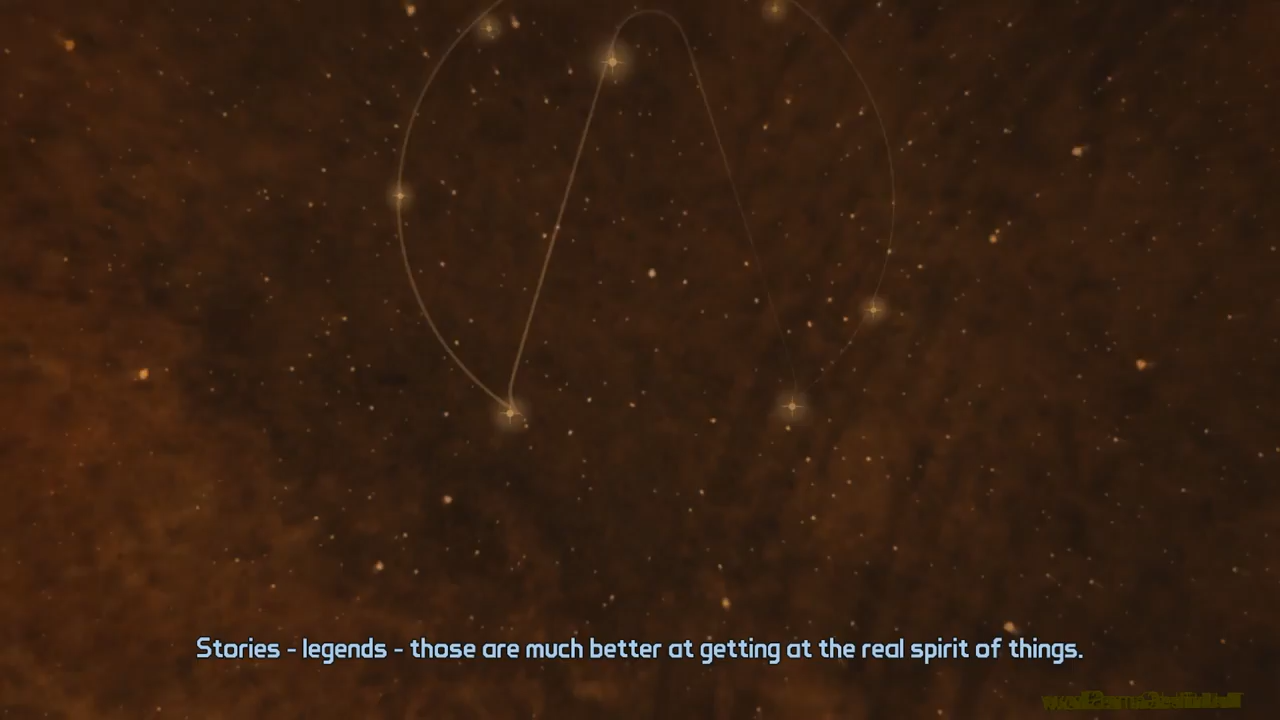 Stories - legends - those are much better at getting at the real spirit of things.